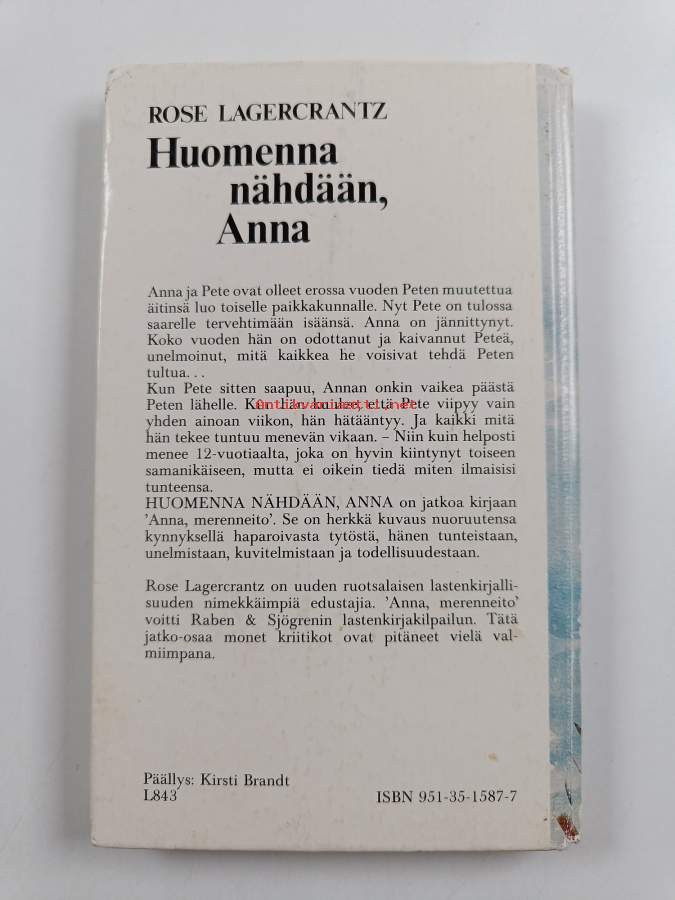 ROSE LAGERCRANTZ
Huomenna
nähdään,
Anna
Anna ja Pete ovat olleet erossa vuoden Peten muutettua
äitinsä luo toiselle paikkakunnalle. Nyt Pete on tulossa
saarelle tervehtimään isäänsä. Anna on jännittynyt.
Koko vuoden hän on odottanut ja kaivannut Peteä,
unelmoinut, mitä kaikkea he voisivat tehdä Peten
tultua. . .
Kun Pete sitten saapuu, Annan onkin vaikea päästä
Peten lähelle. Kun hän kuulee, että Pete viipyy vain
antikvariaatti.net
yhden ainoan viikon, hän hätääntyy. Ja kaikki mitä
hän tekee tuntuu menevän vikaan. – Niin kuin helposti
menee 12-vuotiaalta, joka on hyvin kiintynyt toiseen
samanikäiseen, mutta ei oikein tiedä miten ilmaisisi
tunteensa.
HUOMENNA NÄHDÄÄN, ANNA on jatkoa kirjaan
'Anna, merenneito'. Se on herkkä kuvaus nuoruutensa
kynnyksellä haparoivasta tytöstä, hänen tunteistaan,
unelmistaan, kuvitelmistaan ja todellisuudestaan.
Rose Lagercrantz on uuden ruotsalaisen lastenkirjalli-
suuden nimekkäimpiä edustajia. 'Anna, merenneito'
voitti Raben & Sjögrenin lastenkirjakilpailun. Tätä
jatko-osaa monet kriitikot ovat pitäneet vielä val-
miimpana.
Päällys: Kirsti Brandt
L843
ISBN 951-35-1587-7